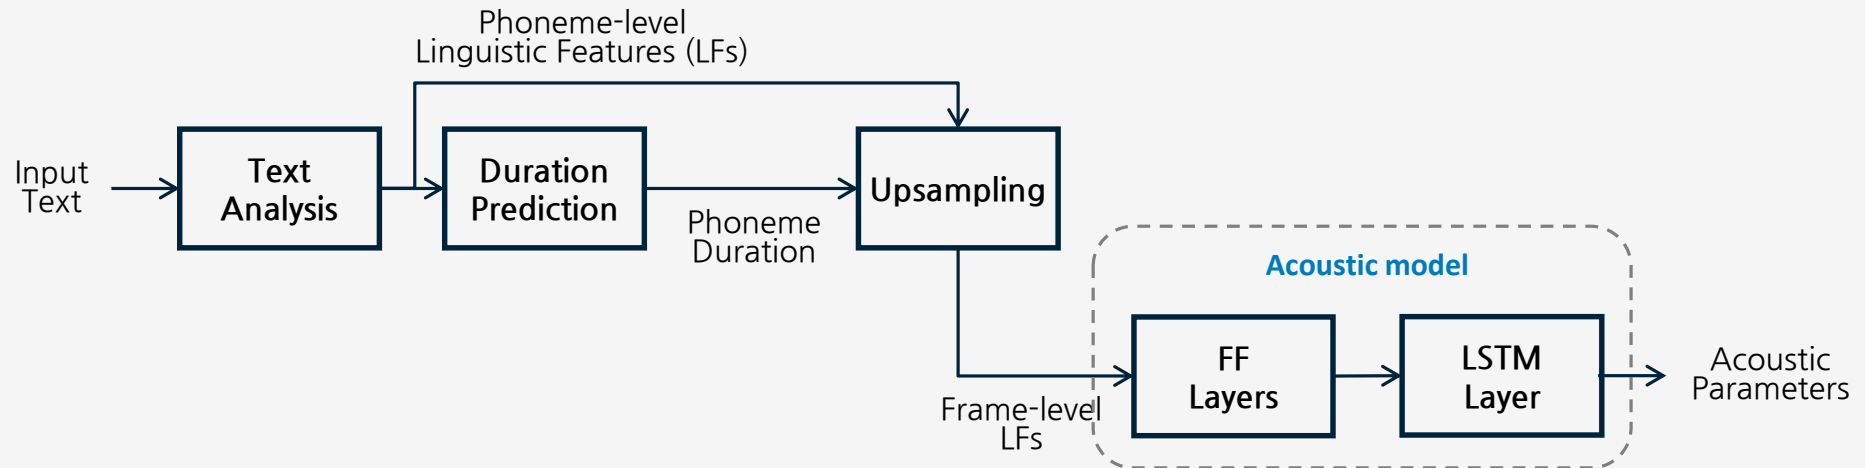 Phoneme-level
Linguistic Features (LFs)
Input
Text
Text
Analysis
Duration
Prediction
Phoneme
Duration
Upsampling
Acoustic model
Frame-level
LFs
FF
Layers
LSTM
Layer
Acoustic
Parameters